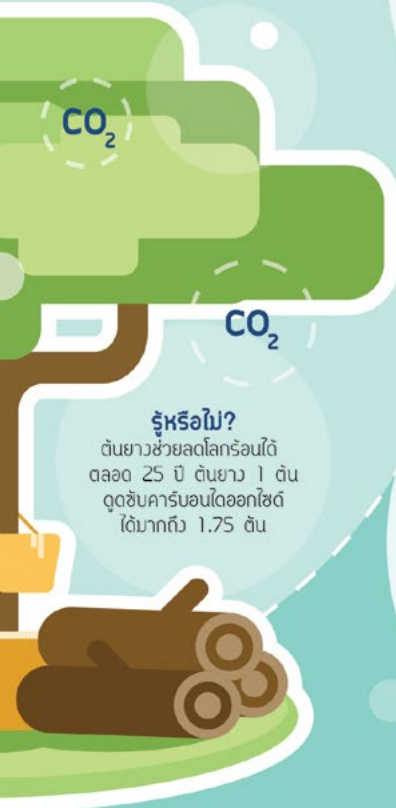 CO₂
CO₂
รู้หรือไม่?
ต้นยางช่วยลดโลกร้อนได้
ตลอด 25 ปี ต้นยาง 1 ต้น
ดูดซับคาร์บอนไดออกไซด์
ได้มากถึง 1.75 ตัน